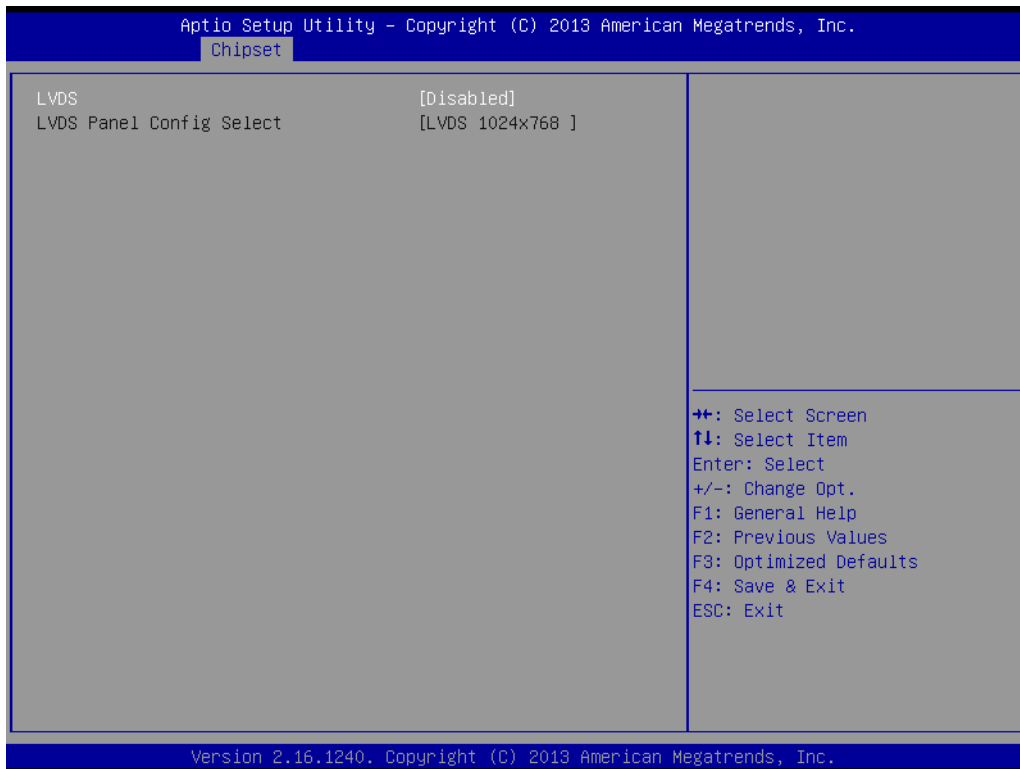 Aptio Setup Utility – Copyright (C) 2013 American Megatrends, Inc.
Chipset
LVDS [Disabled]
LVDS Panel Config Select [LVDS 1024x768 ]
→←: Select Screen
↑↓: Select Item
Enter: Select
+/-: Change Opt.
F1: General Help
F2: Previous Values
F3: Optimized Defaults
F4: Save & Exit
ESC: Exit
Version 2.16.1240. Copyright (C) 2013 American Megatrends, Inc.